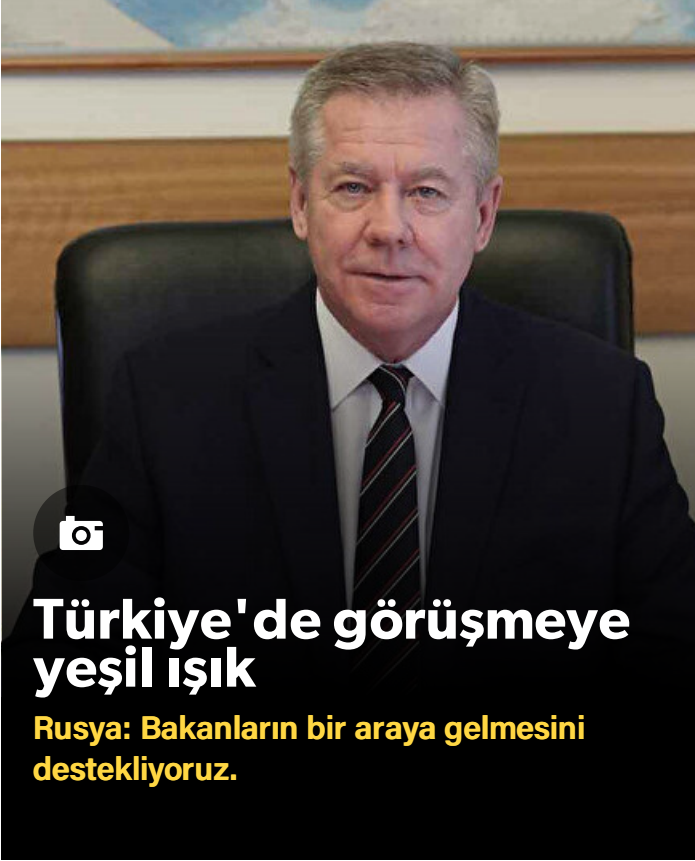 Türkiye'de görüşmeye
yeşil ışık
Rusya: Bakanların bir araya gelmesini
destekliyoruz.